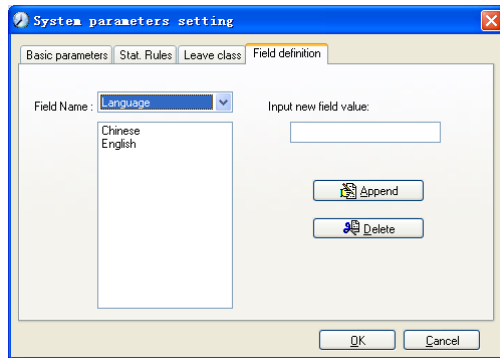 System parameters setting
Basic parameters Stat. Rules Leave class Field definition
Field Name : Language Input new field value:
Chinese
English
Append
Delete
OK Cancel